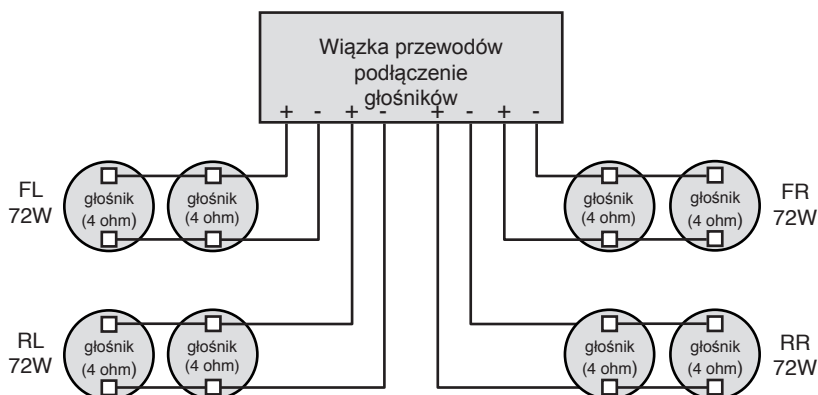 Wiązka przewodów
podłączenie
głośników
+ - + - + - + -
FL
72W
głośnik
(4 ohm)
głośnik
(4 ohm)
głośnik
(4 ohm)
głośnik
(4 ohm)
FR
72W
RL
72W
głośnik
(4 ohm)
głośnik
(4 ohm)
głośnik
(4 ohm)
głośnik
(4 ohm)
RR
72W